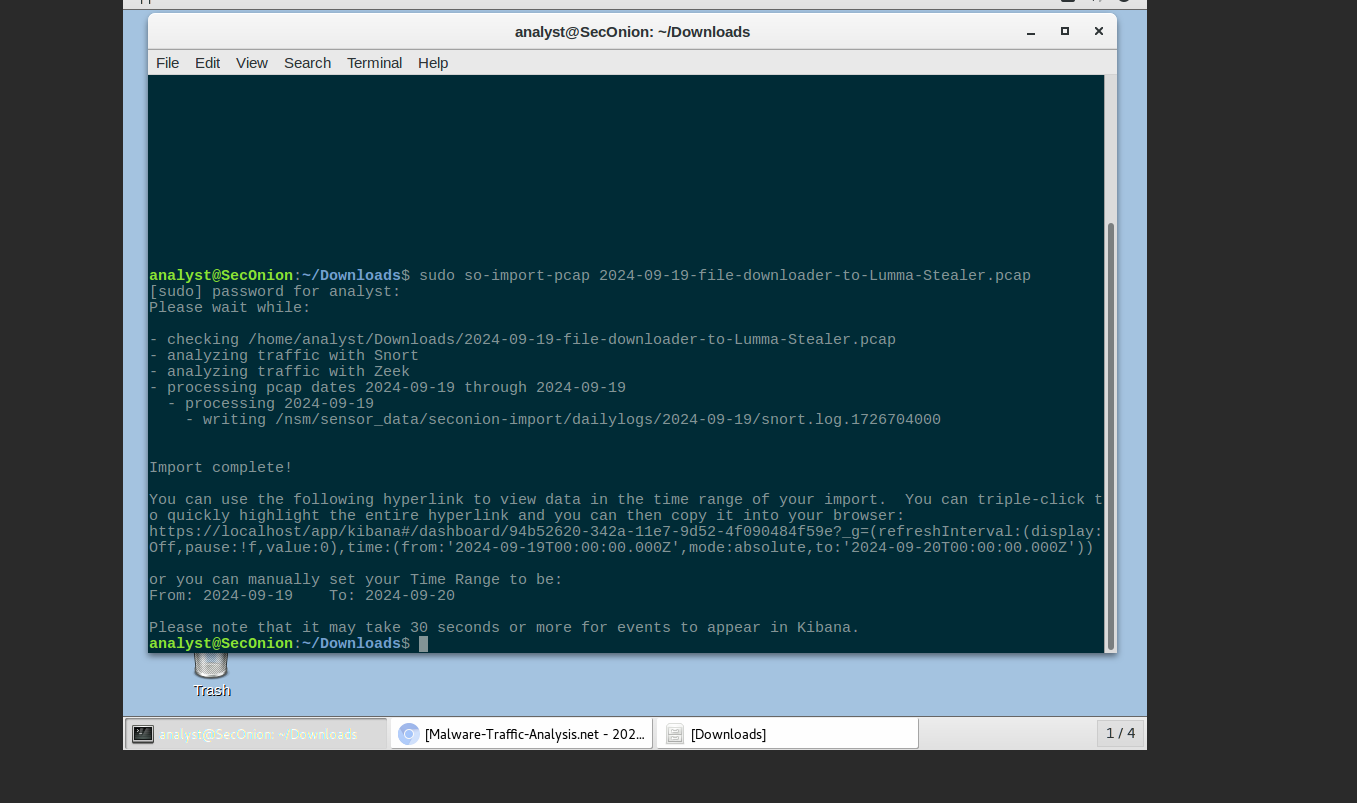 analyst@SecOnion: ~/Downloads
File Edit View Search Terminal Help
analyst@SecOnion:~/Downloads$ sudo so-import-pcap 2024-09-19-file-downloader-to-Lumma-Stealer.pcap
[sudo] password for analyst:
Please wait while:
- checking /home/analyst/Downloads/2024-09-19-file-downloader-to-Lumma-Stealer.pcap
- analyzing traffic with Snort
- analyzing traffic with Zeek
- processing pcap dates 2024-09-19 through 2024-09-19
- processing 2024-09-19
- writing /nsm/sensor_data/seconion-import/dailylogs/2024-09-19/snort.log.1726704000
Import complete!
You can use the following hyperlink to view data in the time range of your import.  You can triple-click t
o quickly highlight the entire hyperlink and you can then copy it into your browser:
https://localhost/app/kibana#/dashboard/94b52620-342a-11e7-9d52-4f090484f59e?_g=(refreshInterval:(display:
Off,pause:!f,value:0),time:(from:'2024-09-19T00:00:00.000Z',mode:absolute,to:'2024-09-20T00:00:00.000Z'))
or you can manually set your Time Range to be:
From: 2024-09-19    To: 2024-09-20
Please note that it may take 30 seconds or more for events to appear in Kibana.
analyst@SecOnion:~/Downloads$
Trash
analyst@SecOnion: ~/Downloads
[Malware-Traffic-Analysis.net - 202...
[Downloads]
1 / 4